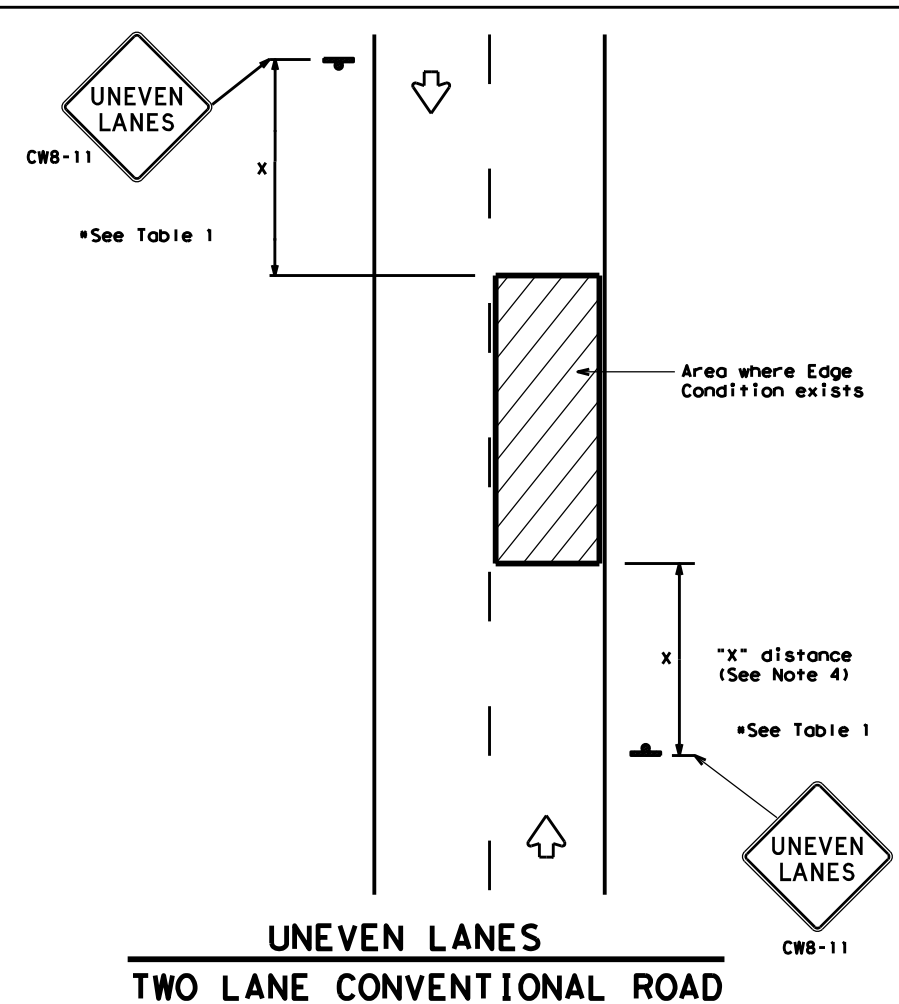 UNEVEN
LANES
CW8-11
X
*See Table 1
Area where Edge
Condition exists
X
"X" distance
(See Note 4)
*See Table 1
UNEVEN
LANES
CW8-11
UNEVEN LANES
TWO LANE CONVENTIONAL ROAD